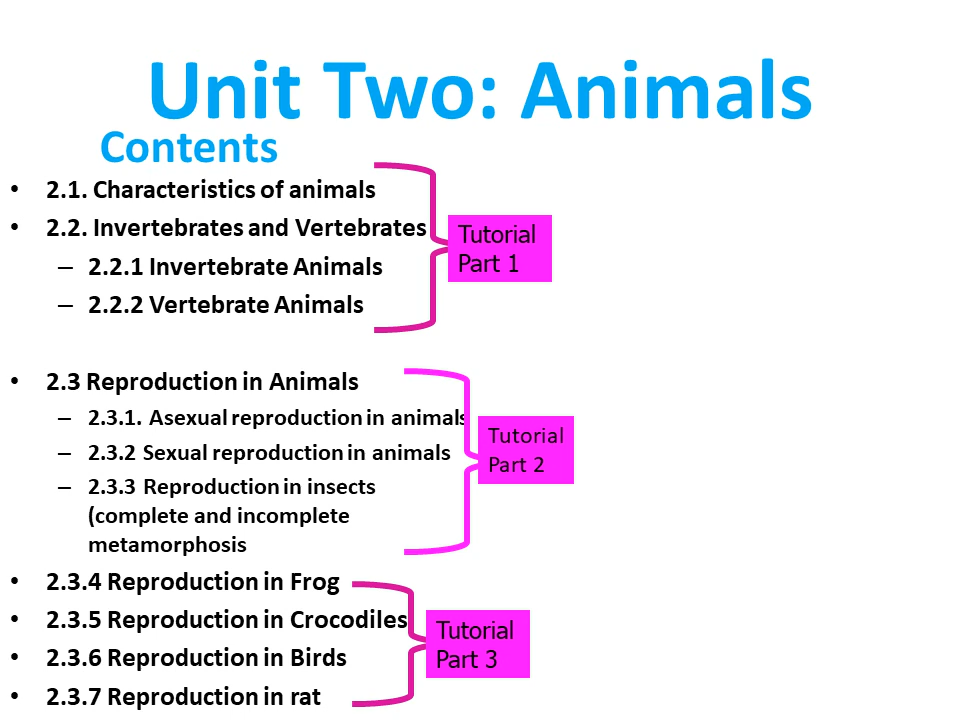 Unit Two: Animals
Contents
• 2.1. Characteristics of animals
• 2.2. Invertebrates and Vertebrates
– 2.2.1 Invertebrate Animals
– 2.2.2 Vertebrate Animals
Tutorial
Part 1
• 2.3 Reproduction in Animals
– 2.3.1. Asexual reproduction in animals
– 2.3.2 Sexual reproduction in animals
– 2.3.3 Reproduction in insects
(complete and incomplete
metamorphosis
Tutorial
Part 2
• 2.3.4 Reproduction in Frog
• 2.3.5 Reproduction in Crocodiles
• 2.3.6 Reproduction in Birds
• 2.3.7 Reproduction in rat
Tutorial
Part 3